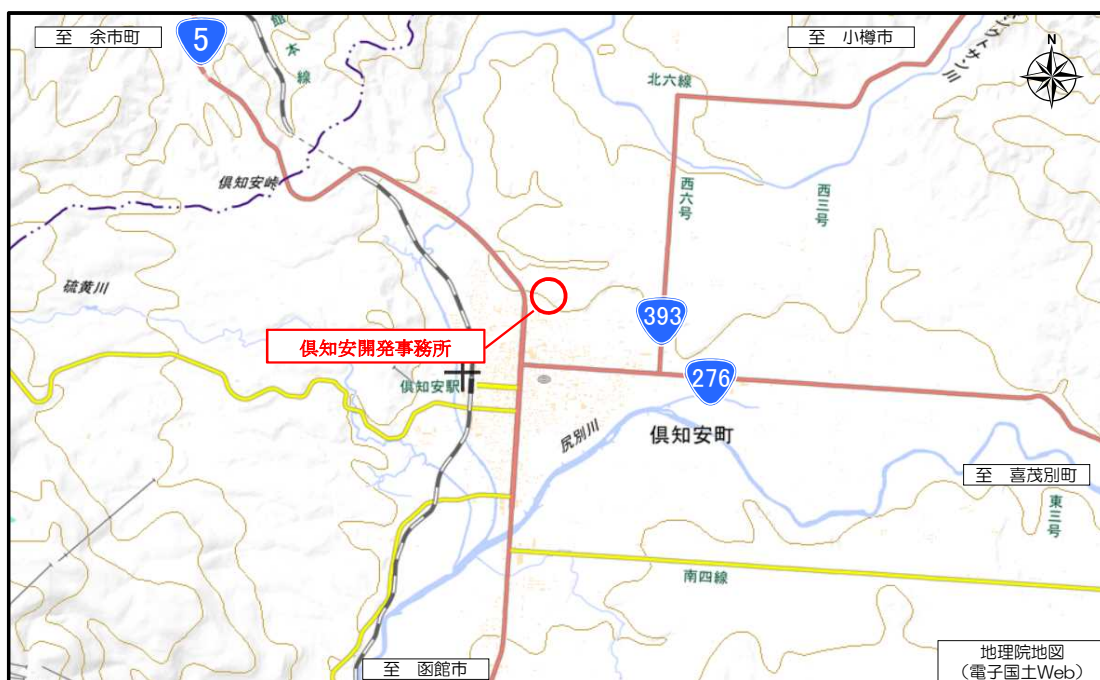 至 余市町
5
本線
至 小樽市
N
北六線
倶知安峠
西六号
西三号
硫黄川
393
倶知安開発事務所
倶知安駅
276
尻別川
倶知安町
至 喜茂別町
東三号
南四線
至 函館市
地理院地図
（電子国土Web）